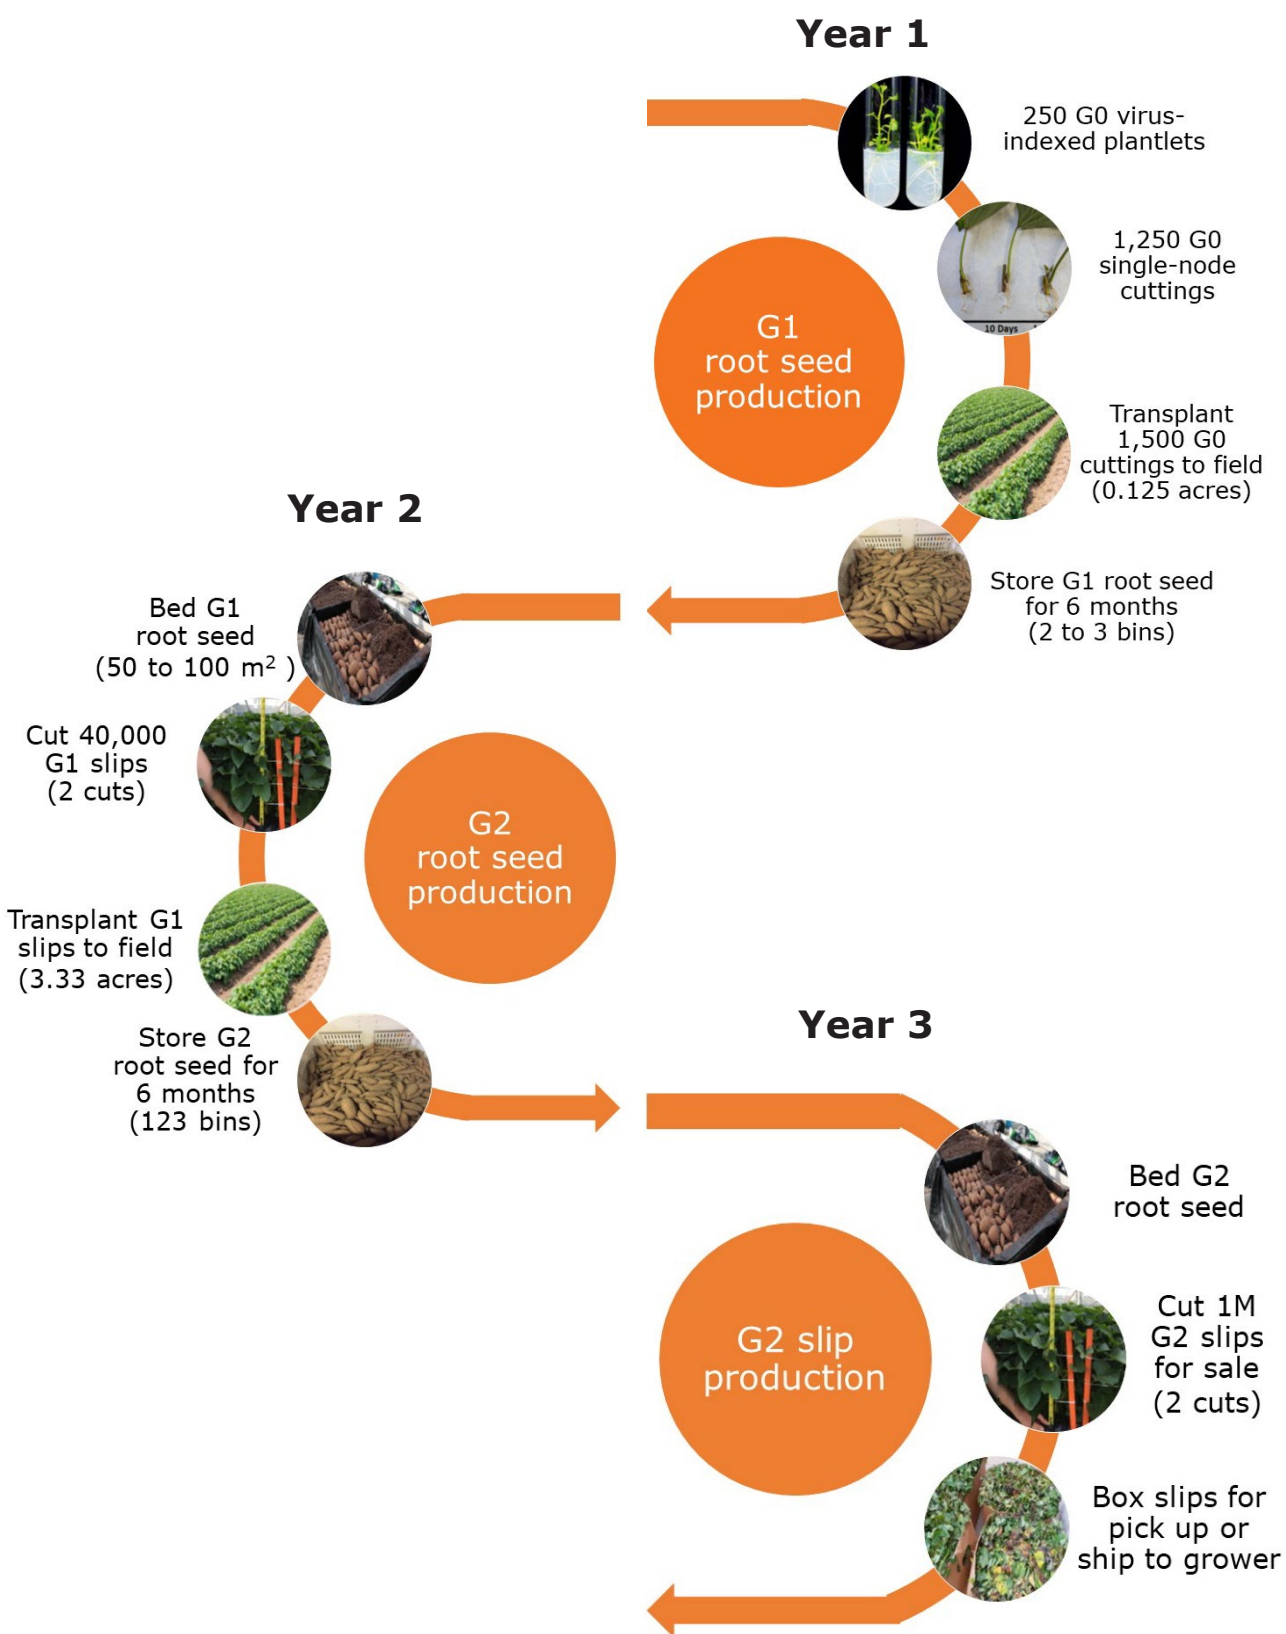 Year 1
250 G0 virus-
indexed plantlets
1,250 G0
single-node
cuttings
10 Days
G1
root seed
production
Transplant
1,500 G0
cuttings to field
(0.125 acres)
Store G1 root seed
for 6 months
(2 to 3 bins)
Year 2
Bed G1
root seed
(50 to 100 m² )
Cut 40,000
G1 slips
(2 cuts)
G2
root seed
production
Transplant G1
slips to field
(3.33 acres)
Store G2
root seed for
6 months
(123 bins)
Year 3
Bed G2
root seed
G2 slip
production
Cut 1M
G2 slips
for sale
(2 cuts)
Box slips for
pick up or
ship to grower